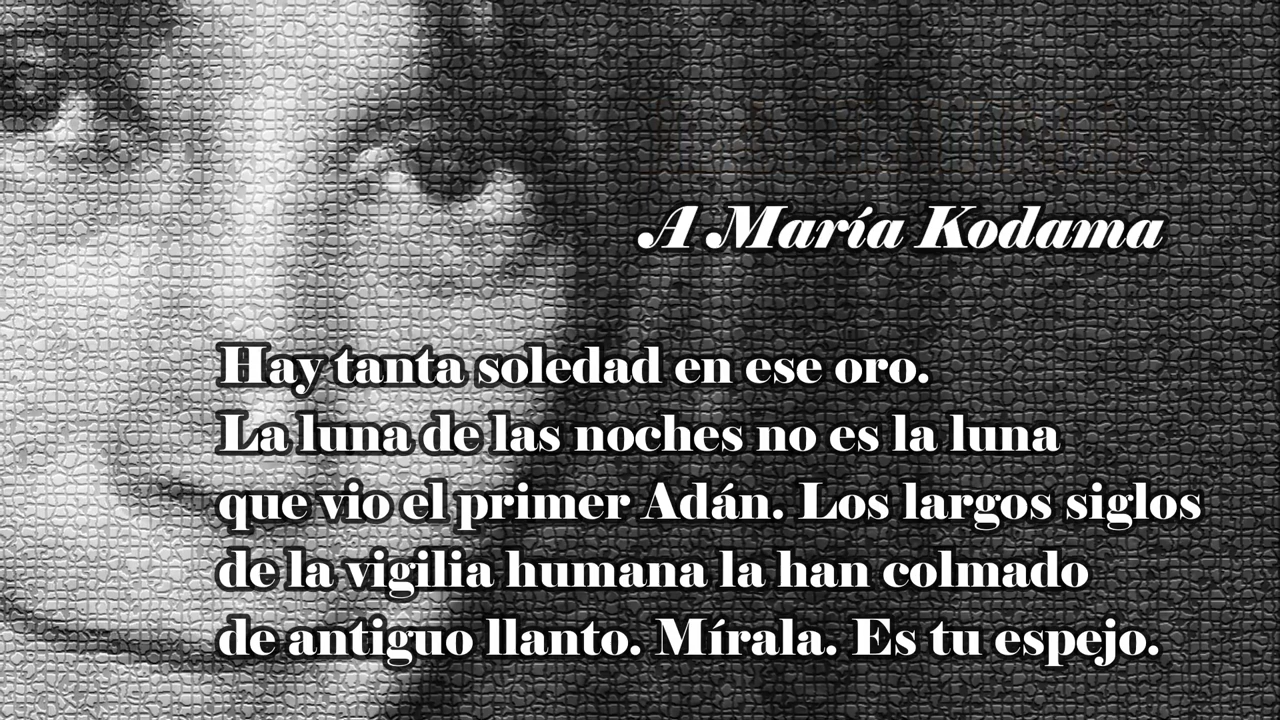 A María Kodama
Hay tanta soledad en ese oro.
La luna de las noches no es la luna
que vio el primer Adán. Los largos siglos
de la vigilia humana la han colmado
de antiguo llanto. Mírala. Es tu espejo.